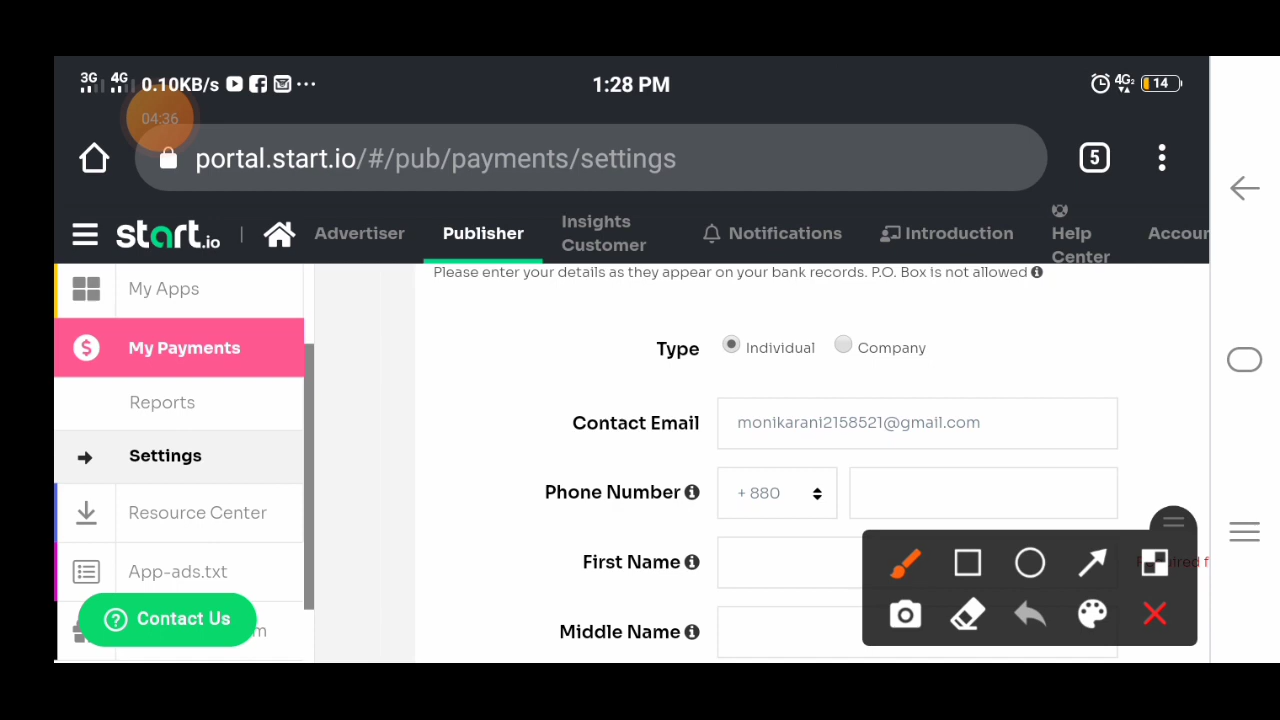 3G 4G 0.10KB/s ... 1:28 PM 4G2 14
04:36
portal.start.io/#/pub/payments/settings 5
start.io | Advertiser Publisher Insights Customer Notifications Introduction Help Center Accoun
My Apps
Please enter your details as they appear on your bank records. P.O. Box is not allowed
My Payments
Type Individual Company
Reports
Contact Email monikarani2158521@gmail.com
Settings
Phone Number + 880
Resource Center
First Name
App-ads.txt
Contact Us
Middle Name